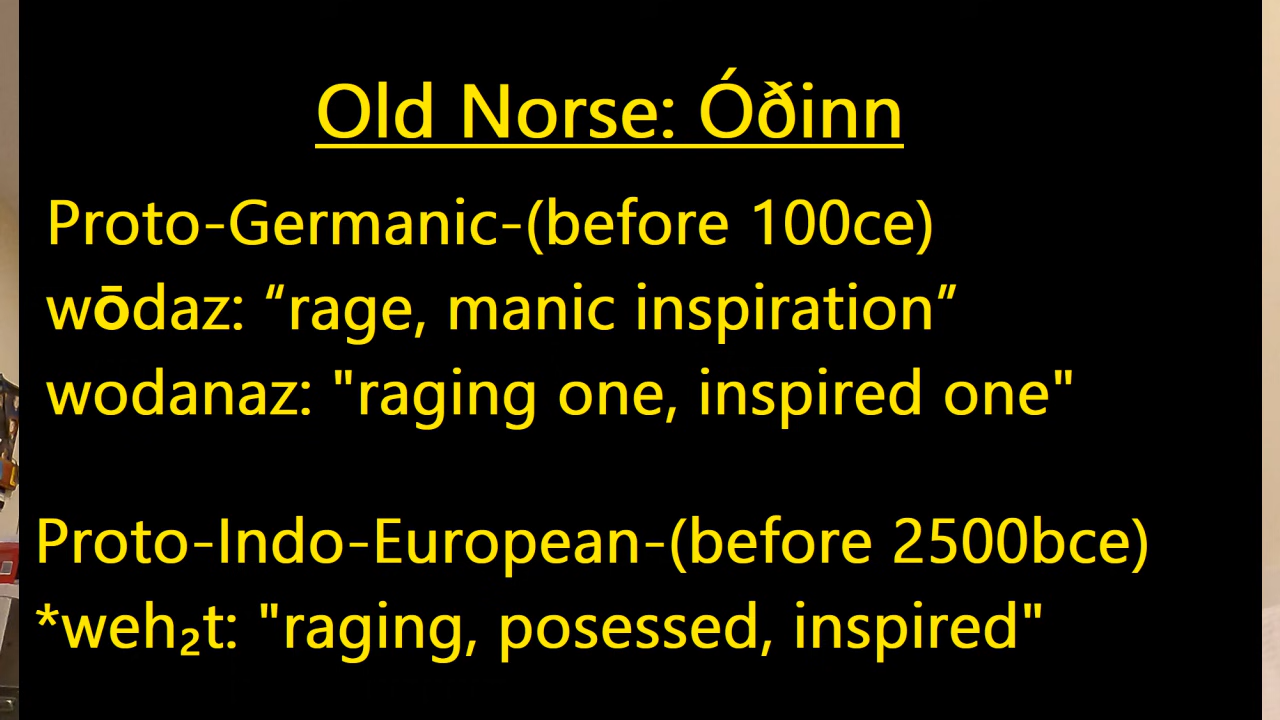 Old Norse: Óðinn
Proto-Germanic-(before 100ce)
wōdaz: “rage, manic inspiration”
wodanaz: "raging one, inspired one"
Proto-Indo-European-(before 2500bce)
*weh₂t: "raging, posessed, inspired"